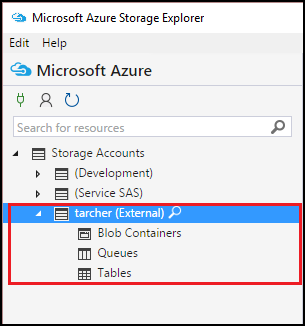 Microsoft Azure Storage Explorer
Edit Help
Microsoft Azure
Search for resources
Storage Accounts
(Development)
(Service SAS)
tarcher (External)
Blob Containers
Queues
Tables